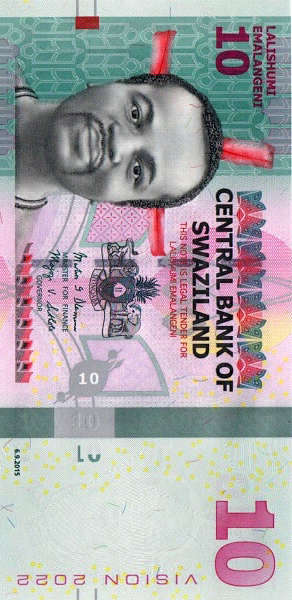 10
LALISHUMI
EMALANGENI
CENTRAL BANK OF
SWAZILAND
THIS NOTE IS LEGAL TENDER FOR
LALISHUMI EMALANGENI
MINISTER FOR FINANCE
GOVERNOR
10
10
6.9.2015
10
VISION 2022